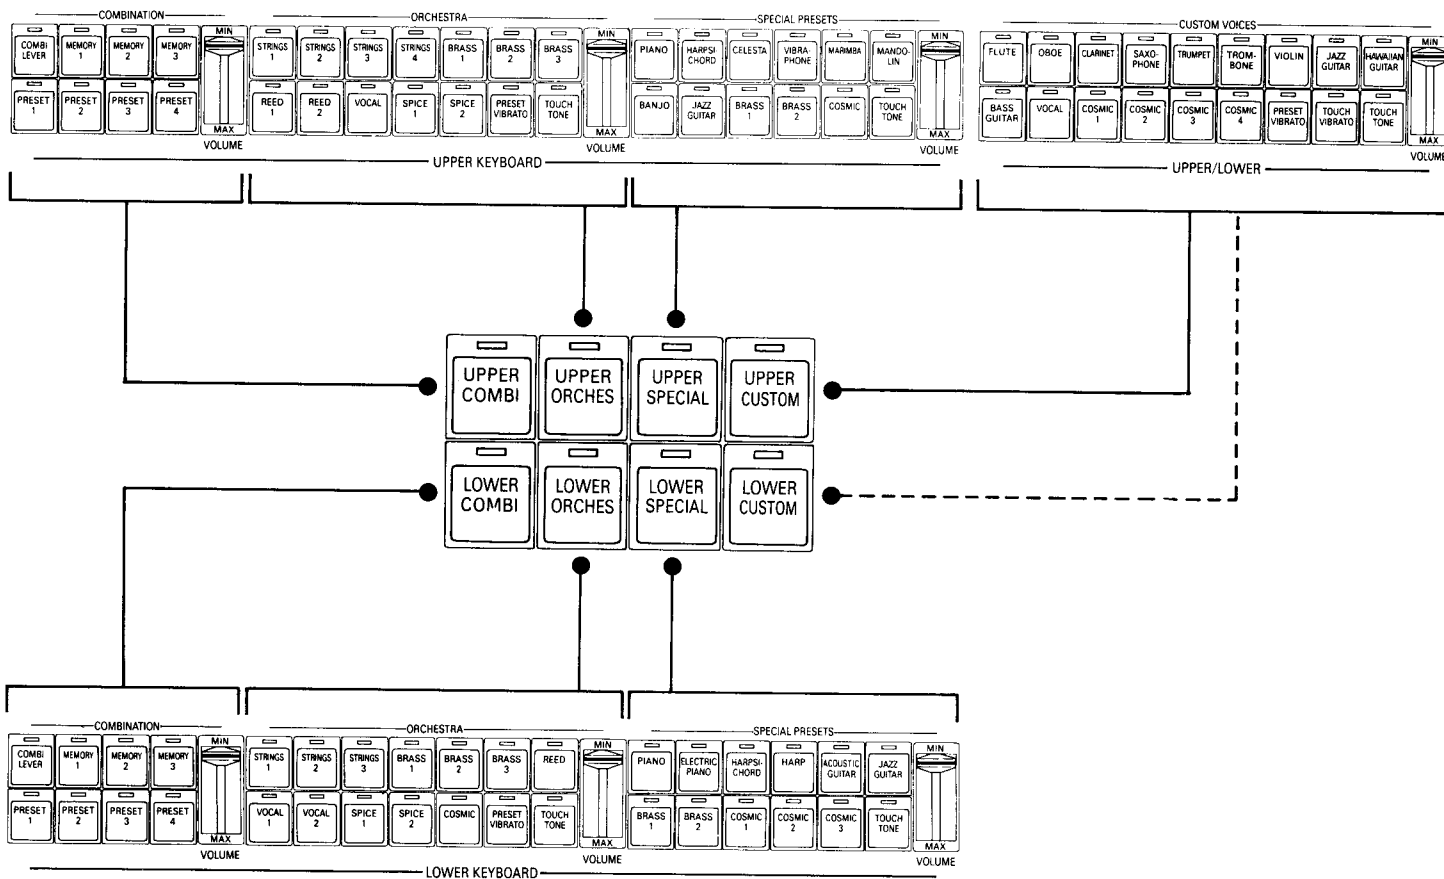 COMBINATION
COMBI LEVER
MEMORY 1
MEMORY 2
MEMORY 3
PRESET 1
PRESET 2
PRESET 3
PRESET 4
MIN
MAX
VOLUME
ORCHESTRA
STRINGS 1
STRINGS 2
STRINGS 3
STRINGS 4
BRASS 1
BRASS 2
BRASS 3
REED 1
REED 2
VOCAL
SPICE 1
SPICE 2
PRESET VIBRATO
TOUCH TONE
MIN
MAX
VOLUME
SPECIAL PRESETS
PIANO
HARPSI-CHORD
CELESTA
VIBRA-PHONE
MARIMBA
MANDO-LIN
BANJO
JAZZ GUITAR
BRASS 1
BRASS 2
COSMIC
TOUCH TONE
MIN
MAX
VOLUME
UPPER KEYBOARD
CUSTOM VOICES
FLUTE
OBOE
CLARINET
SAXO-PHONE
TRUMPET
TROM-BONE
VIOLIN
JAZZ GUITAR
HAWAIIAN GUITAR
BASS GUITAR
VOCAL
COSMIC 1
COSMIC 2
COSMIC 3
COSMIC 4
PRESET VIBRATO
TOUCH VIBRATO
TOUCH TONE
MIN
MAX
VOLUME
UPPER/LOWER
UPPER COMBI
UPPER ORCHES
UPPER SPECIAL
UPPER CUSTOM
LOWER COMBI
LOWER ORCHES
LOWER SPECIAL
LOWER CUSTOM
COMBINATION
COMBI LEVER
MEMORY 1
MEMORY 2
MEMORY 3
PRESET 1
PRESET 2
PRESET 3
PRESET 4
MIN
MAX
VOLUME
ORCHESTRA
STRINGS 1
STRINGS 2
STRINGS 3
BRASS 1
BRASS 2
BRASS 3
REED
VOCAL 1
VOCAL 2
SPICE 1
SPICE 2
COSMIC
PRESET VIBRATO
TOUCH TONE
MIN
MAX
VOLUME
SPECIAL PRESETS
PIANO
ELECTRIC PIANO
HARPSI-CHORD
HARP
ACOUSTIC GUITAR
JAZZ GUITAR
BRASS 1
BRASS 2
COSMIC 1
COSMIC 2
COSMIC 3
TOUCH TONE
MIN
MAX
VOLUME
LOWER KEYBOARD